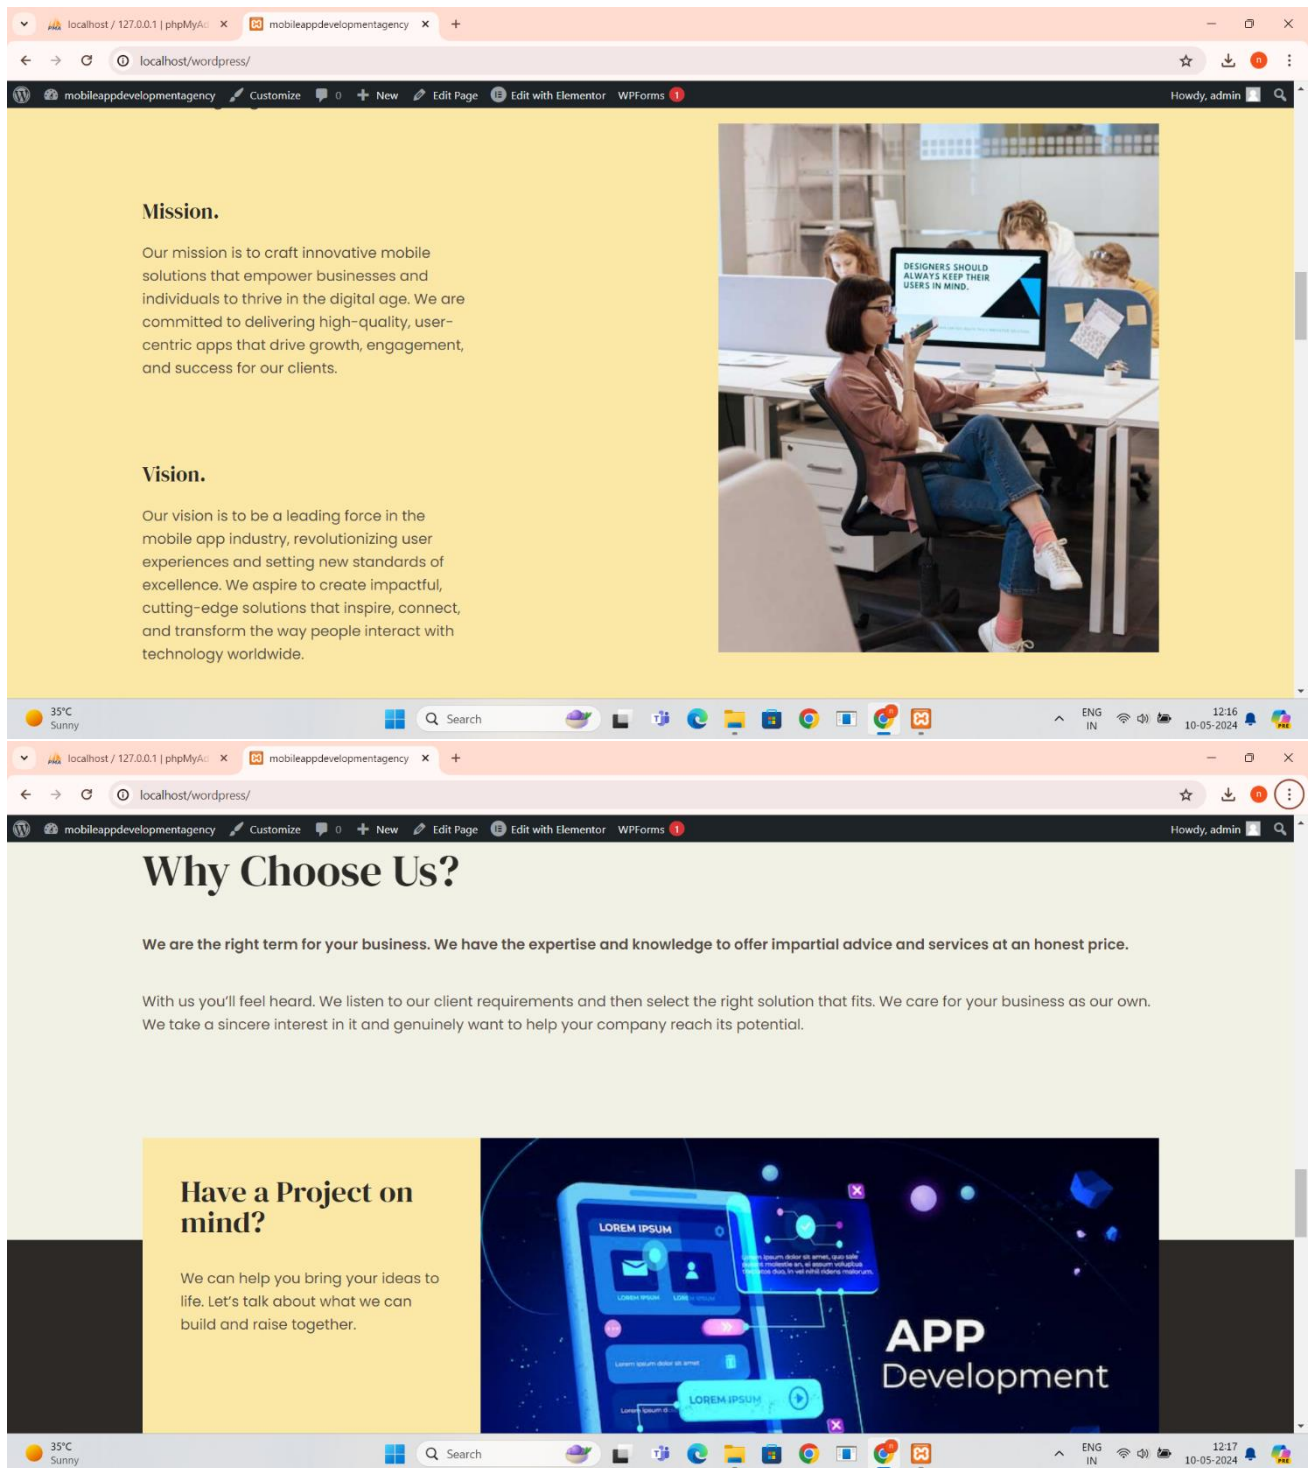 localhost / 127.0.0.1 | phpMyAd
mobileappdevelopmentagency
localhost/wordpress/
mobileappdevelopmentagency Customize 0 New Edit Page Edit with Elementor WPForms 1 Howdy, admin
Mission.
Our mission is to craft innovative mobile
solutions that empower businesses and
individuals to thrive in the digital age. We are
committed to delivering high-quality, user-
centric apps that drive growth, engagement,
and success for our clients.
DESIGNERS SHOULD
ALWAYS KEEP THEIR
USERS IN MIND.
Vision.
Our vision is to be a leading force in the
mobile app industry, revolutionizing user
experiences and setting new standards of
excellence. We aspire to create impactful,
cutting-edge solutions that inspire, connect,
and transform the way people interact with
technology worldwide.
35°C
Sunny
Search
ENG
IN
12:16
10-05-2024
localhost / 127.0.0.1 | phpMyAd
mobileappdevelopmentagency
localhost/wordpress/
mobileappdevelopmentagency Customize 0 New Edit Page Edit with Elementor WPForms 1 Howdy, admin
Why Choose Us?
We are the right term for your business. We have the expertise and knowledge to offer impartial advice and services at an honest price.
With us you'll feel heard. We listen to our client requirements and then select the right solution that fits. We care for your business as our own.
We take a sincere interest in it and genuinely want to help your company reach its potential.
Have a Project on
mind?
We can help you bring your ideas to
life. Let's talk about what we can
build and raise together.
LOREM IPSUM
LOREM IPSUM
Lorem ipsum dolor sit amet
LOREM IPSUM
APP
Development
35°C
Sunny
Search
ENG
IN
12:17
10-05-2024